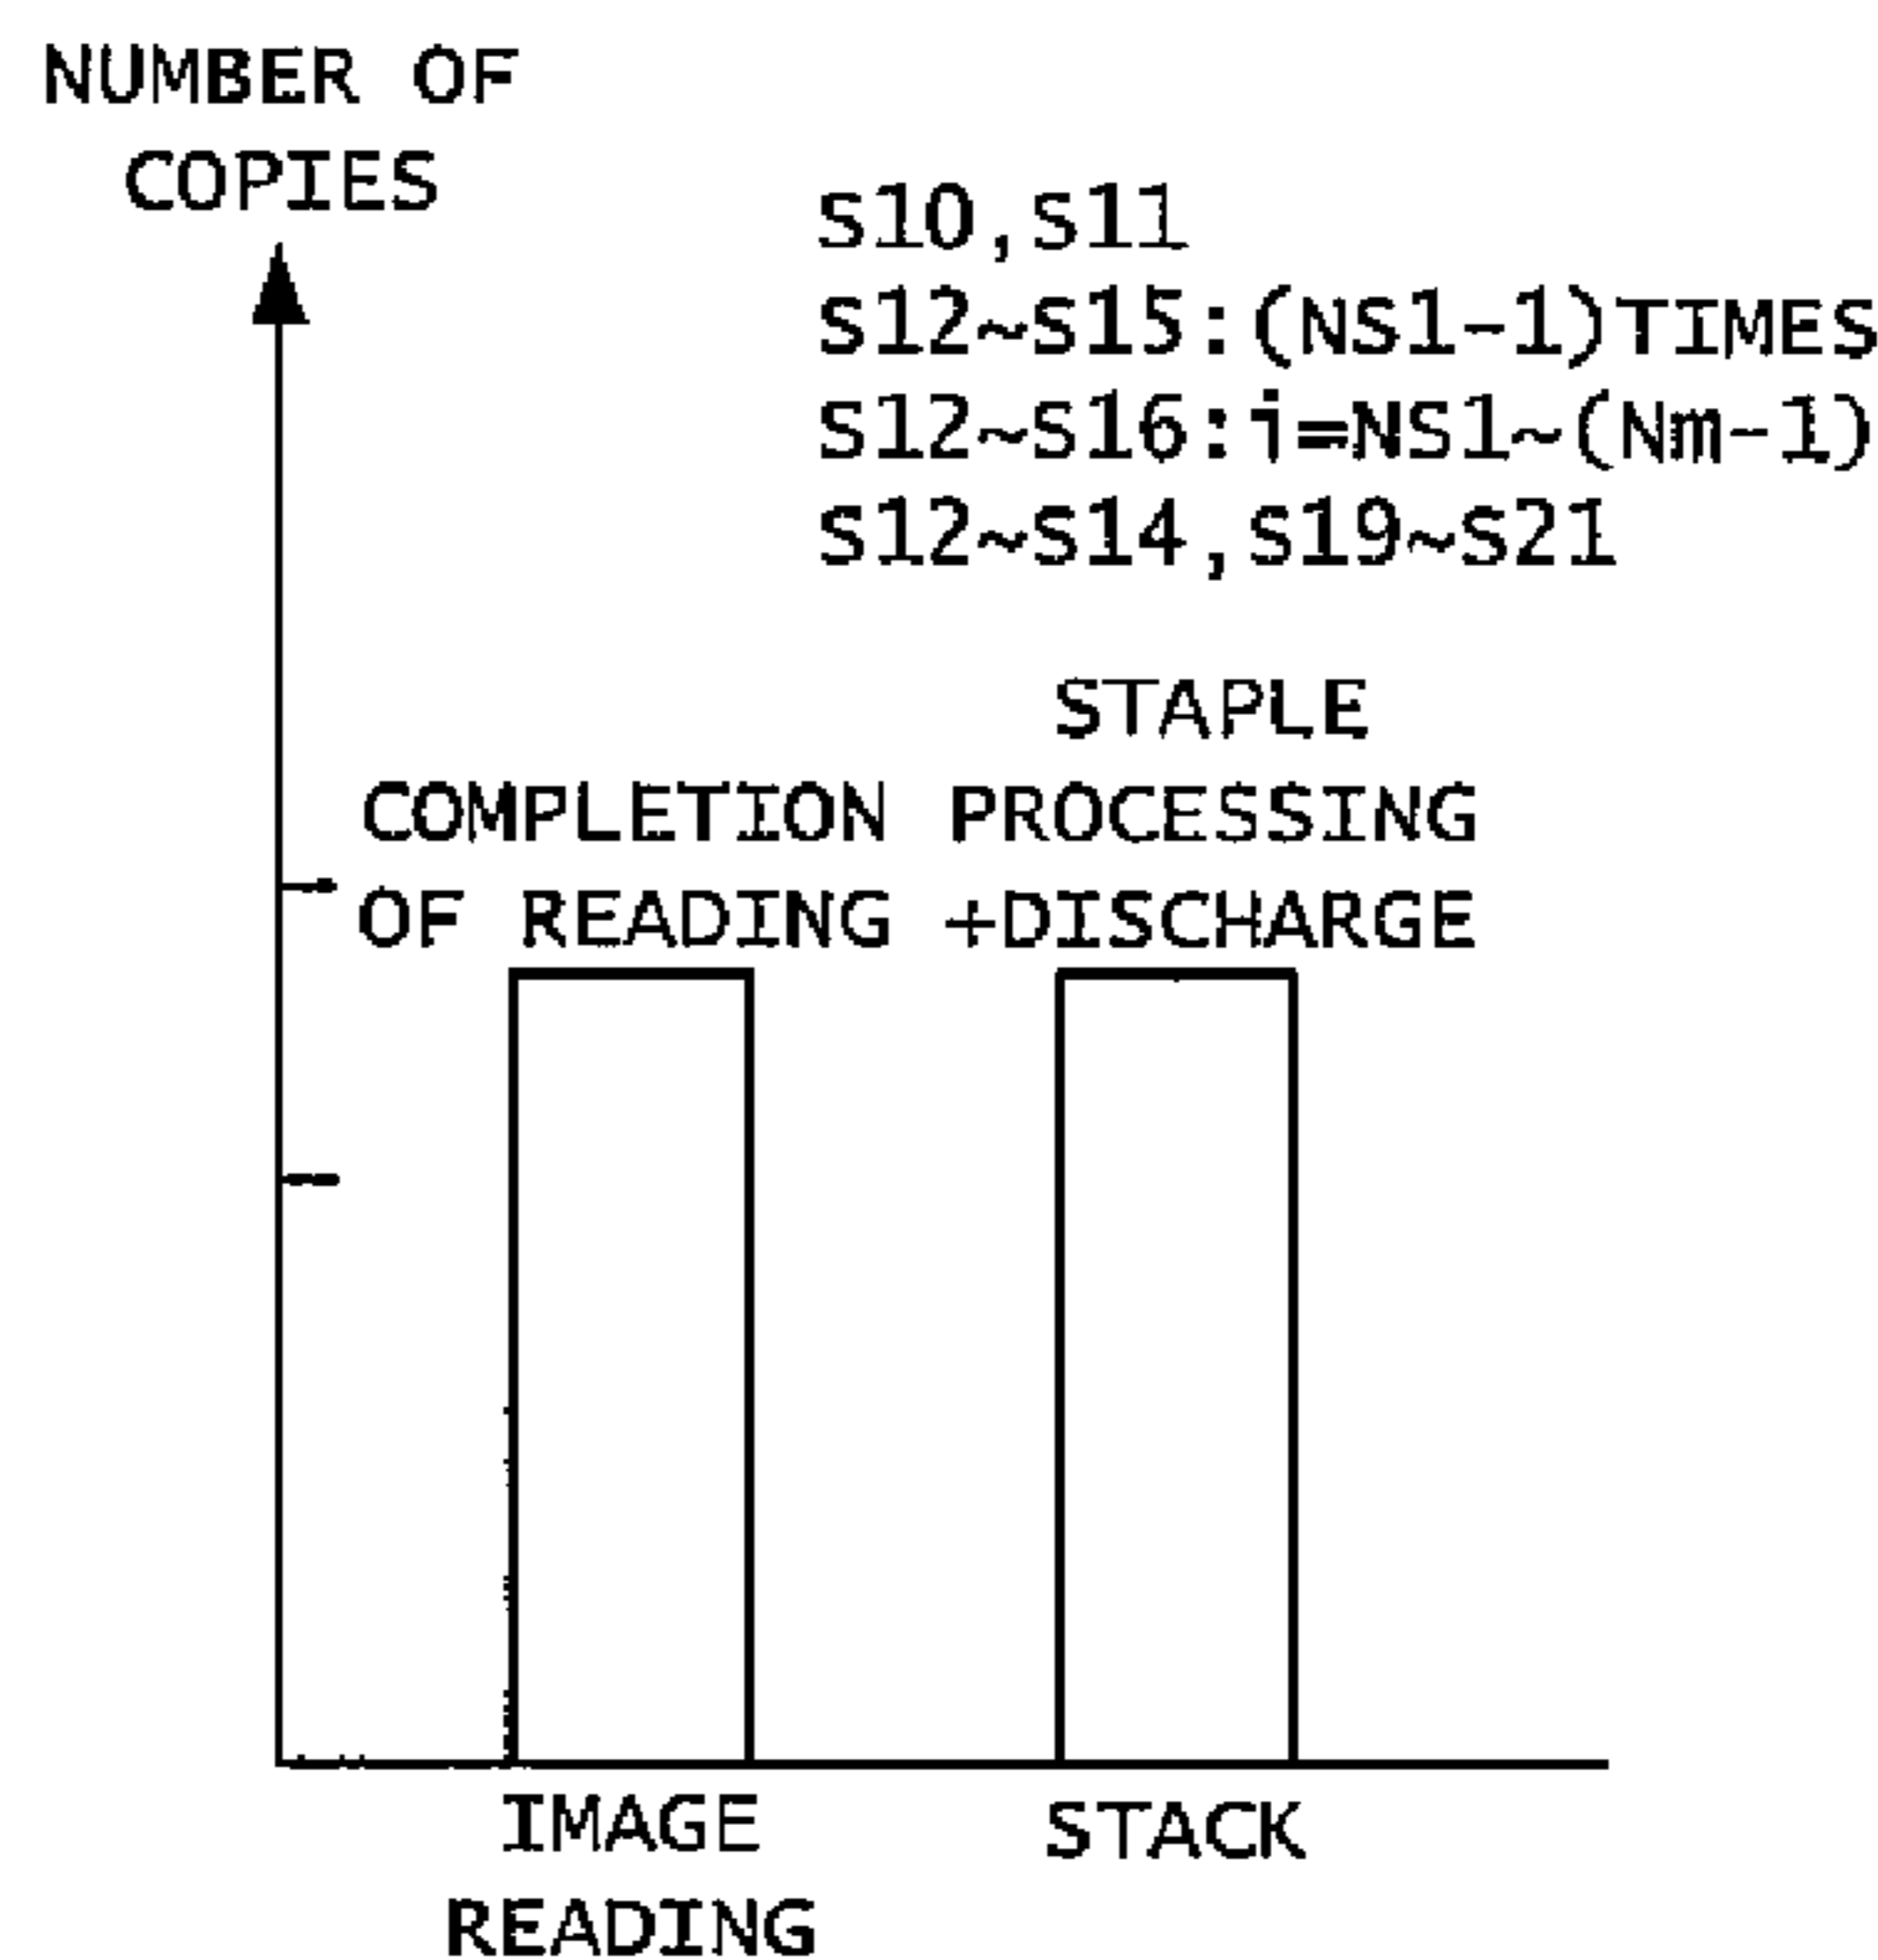 NUMBER OF
COPIES
S10,S11
S12~S15:(NS1-1)TIMES
S12~S16:i=NS1~(Nm-1)
S12~S14,S19~S21
STAPLE
COMPLETION PROCESSING
OF READING +DISCHARGE
IMAGE
READING
STACK